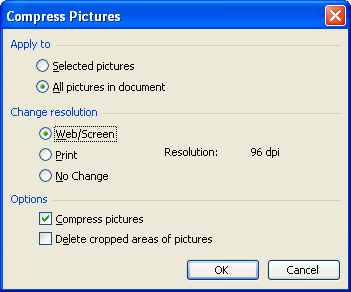 Compress Pictures
Apply to
Selected pictures
All pictures in document
Change resolution
Web/Screen
Print
Resolution: 96 dpi
No Change
Options
Compress pictures
Delete cropped areas of pictures
OK Cancel